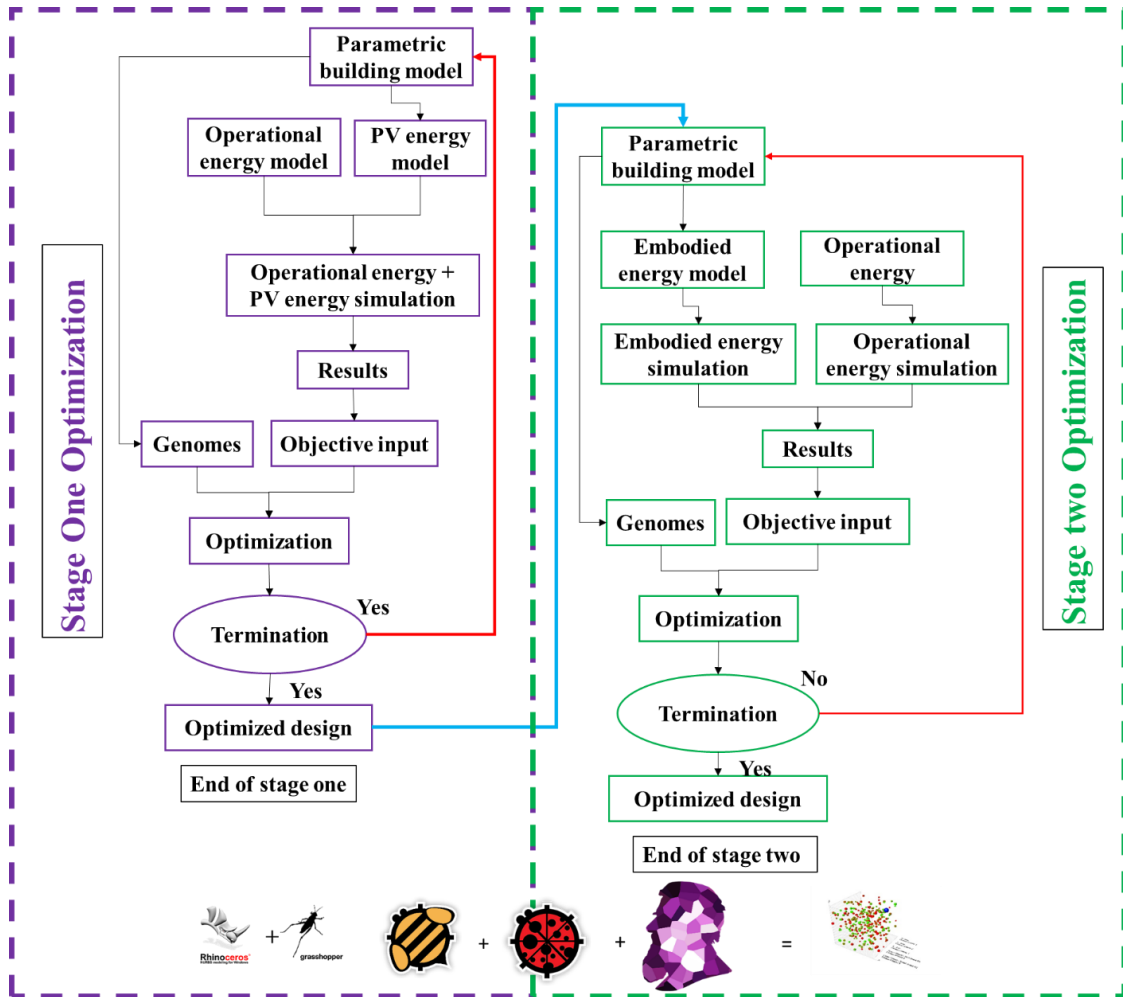 Stage One Optimization
Parametric
building model
Operational
energy model
PV energy
model
Operational energy +
PV energy simulation
Results
Genomes
Objective input
Optimization
Termination
Yes
Yes
Optimized design
End of stage one
Stage two Optimization
Parametric
building model
Embodied
energy model
Operational
energy
Embodied energy
simulation
Operational
energy simulation
Results
Genomes
Objective input
Optimization
Termination
No
Yes
Optimized design
End of stage two
Rhinoceros
+
grasshopper
+
+
=